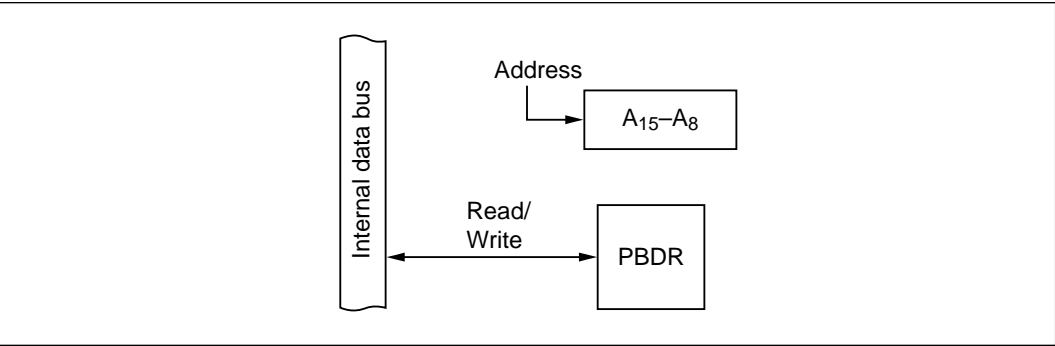 Internal data bus
Address
A₁₅–A₈
Read/
Write
PBDR